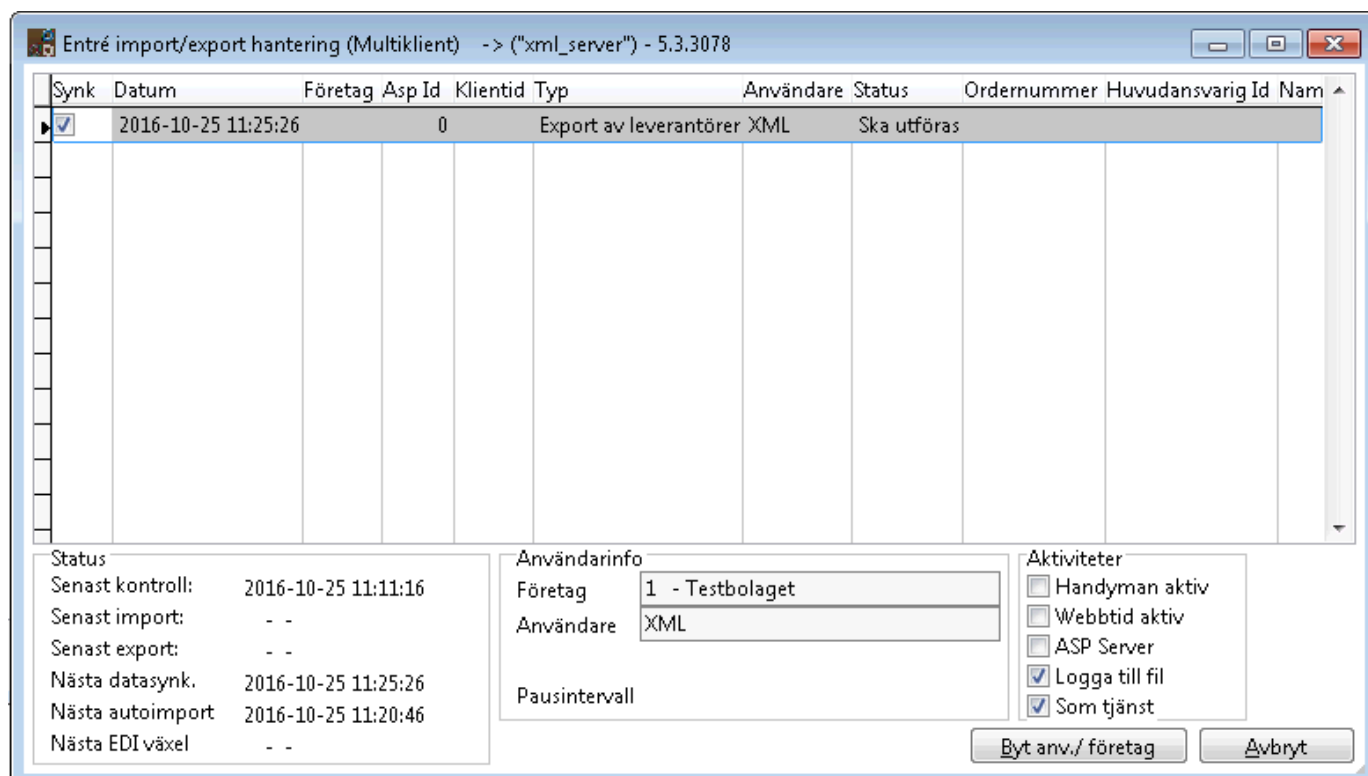 Entré import/export hantering (Multiklient) -> ("xml_server") - 5.3.3078
Synk Datum Företag Asp Id Klientid Typ Användare Status Ordernummer Huvudansvarig Id Nam
2016-10-25 11:25:26 0 Export av leverantörer XML Ska utföras
Status
Senast kontroll: 2016-10-25 11:11:16
Senast import: - -
Senast export: - -
Nästa datasynk. 2016-10-25 11:25:26
Nästa autoimport 2016-10-25 11:20:46
Nästa EDI växel - -
Användarinfo
Företag 1 - Testbolaget
Användare XML
Pausintervall
Aktiviteter
Handyman aktiv
Webbtid aktiv
ASP Server
Logga till fil
Som tjänst
Byt anv./ företag Avbryt